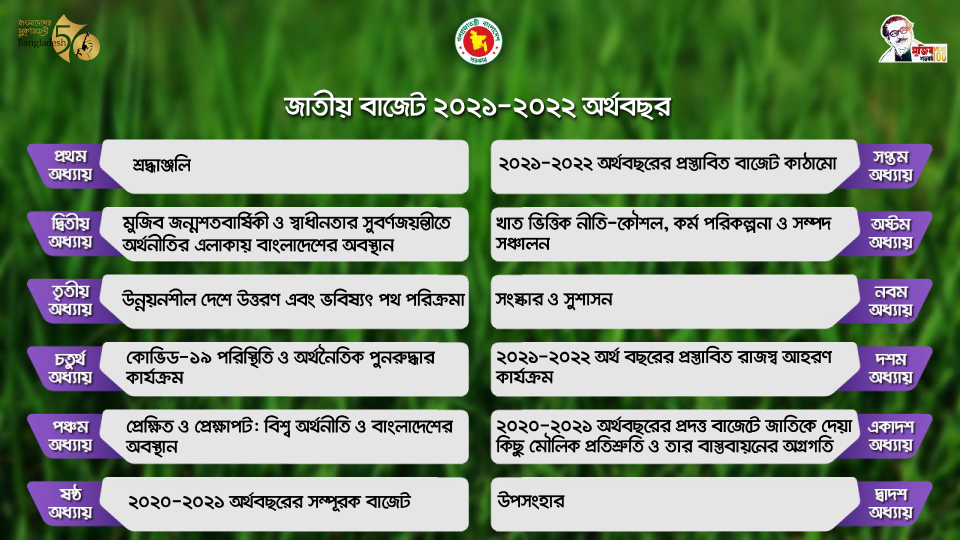 বাংলাদেশের
সুবর্ণজয়ন্তী
Bangladesh 50
গণপ্রজাতন্ত্রী বাংলাদেশ
সরকার
মুজিব
শতবর্ষ
100
জাতীয় বাজেট ২০২১-২০২২ অর্থবছর
প্রথম
অধ্যায়
শ্রদ্ধাঞ্জলি
দ্বিতীয়
অধ্যায়
মুজিব জন্মশতবার্ষিকী ও স্বাধীনতার সুবর্ণজয়ন্তীতে
অর্থনীতির এলাকায় বাংলাদেশের অবস্থান
তৃতীয়
অধ্যায়
উন্নয়নশীল দেশে উত্তরণ এবং ভবিষ্যৎ পথ পরিক্রমা
চতুর্থ
অধ্যায়
কোভিড-১৯ পরিস্থিতি ও অর্থনৈতিক পুনরুদ্ধার
কার্যক্রম
পঞ্চম
অধ্যায়
প্রেক্ষিত ও প্রেক্ষাপট: বিশ্ব অর্থনীতি ও বাংলাদেশের
অবস্থান
ষষ্ঠ
অধ্যায়
২০২০-২০২১ অর্থবছরের সম্পূরক বাজেট
২০২১-২০২২ অর্থবছরের প্রস্তাবিত বাজেট কাঠামো
সপ্তম
অধ্যায়
খাত ভিত্তিক নীতি-কৌশল, কর্ম পরিকল্পনা ও সম্পদ
সঞ্চালন
অষ্টম
অধ্যায়
সংস্কার ও সুশাসন
নবম
অধ্যায়
২০২১-২০২২ অর্থ বছরের প্রস্তাবিত রাজস্ব আহরণ
কার্যক্রম
দশম
অধ্যায়
২০২০-২০২১ অর্থবছরের প্রদত্ত বাজেটে জাতিকে দেয়া
কিছু মৌলিক প্রতিশ্রুতি ও তার বাস্তবায়নের অগ্রগতি
একাদশ
অধ্যায়
উপসংহার
দ্বাদশ
অধ্যায়